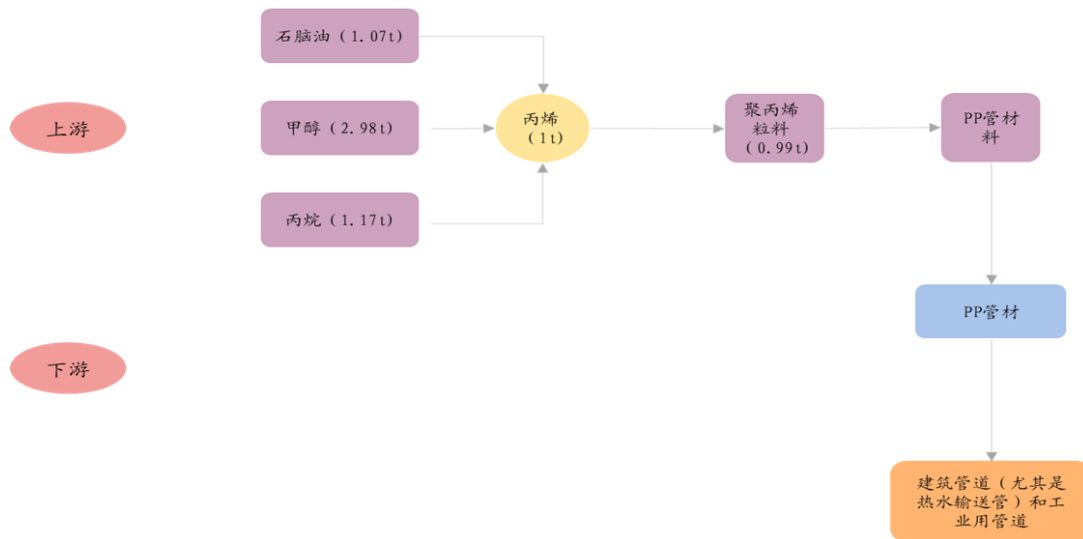 石脑油（1.07t）
上游
甲醇（2.98t）
丙烯
（1t）
聚丙烯
粒料
（0.99t）
PP管材
料
丙烷（1.17t）
PP管材
下游
建筑管道（尤其是
热水输送管）和工
业用管道